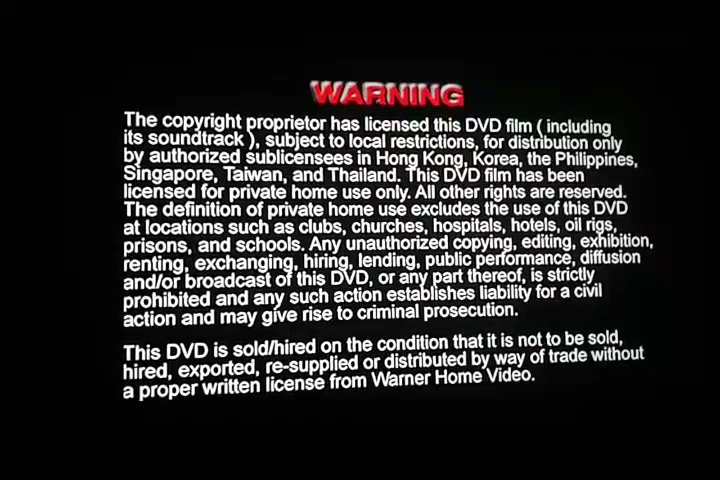 WARNING
The copyright proprietor has licensed this DVD film ( including
its soundtrack ), subject to local restrictions, for distribution only
by authorized sublicensees in Hong Kong, Korea, the Philippines,
Singapore, Taiwan, and Thailand. This DVD film has been
licensed for private home use only. All other rights are reserved.
The definition of private home use excludes the use of this DVD
at locations such as clubs, churches, hospitals, hotels, oil rigs,
prisons, and schools. Any unauthorized copying, editing, exhibition,
renting, exchanging, hiring, lending, public performance, diffusion
and/or broadcast of this DVD, or any part thereof, is strictly
prohibited and any such action establishes liability for a civil
action and may give rise to criminal prosecution.
This DVD is sold/hired on the condition that it is not to be sold,
hired, exported, re-supplied or distributed by way of trade without
a proper written license from Warner Home Video.